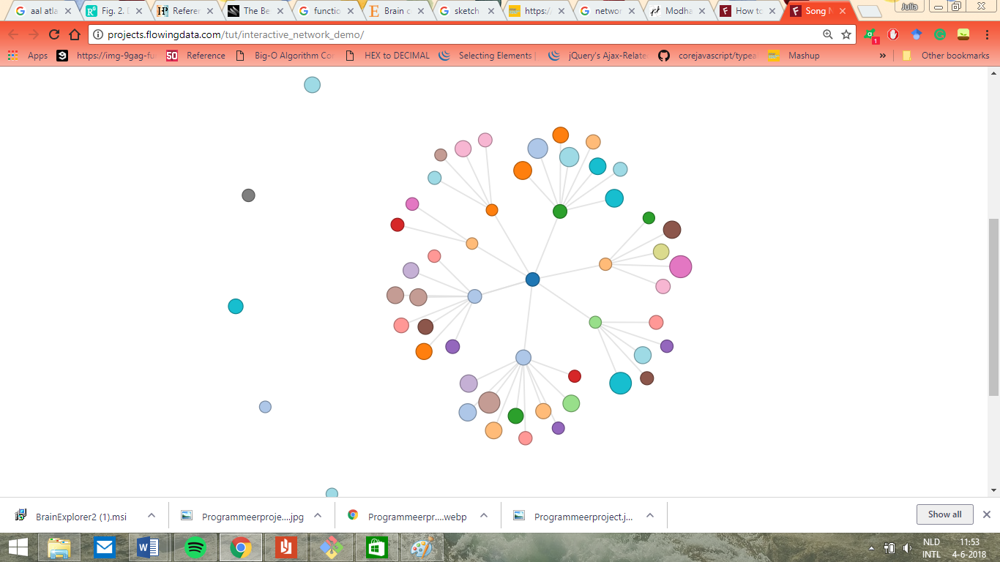 Julia
aal atla
Fig. 2. D
Referer
The Be
functio
Brain c
sketch
https:/
networ
Modha
How to
Song N
projects.flowingdata.com/tut/interactive_network_demo/
1
Apps
https://img-9gag-fu
50
Reference
Big-O Algorithm Co
HEX to DECIMAL
Selecting Elements |
jQuery's Ajax-Relate
corejavascript/typea
Mashup
»
Other bookmarks
BrainExplorer2 (1).msi
Programmeerproje....jpg
Programmeerpr....webp
Programmeerproject.j...
Show all
NLD
INTL
11:53
4-6-2018